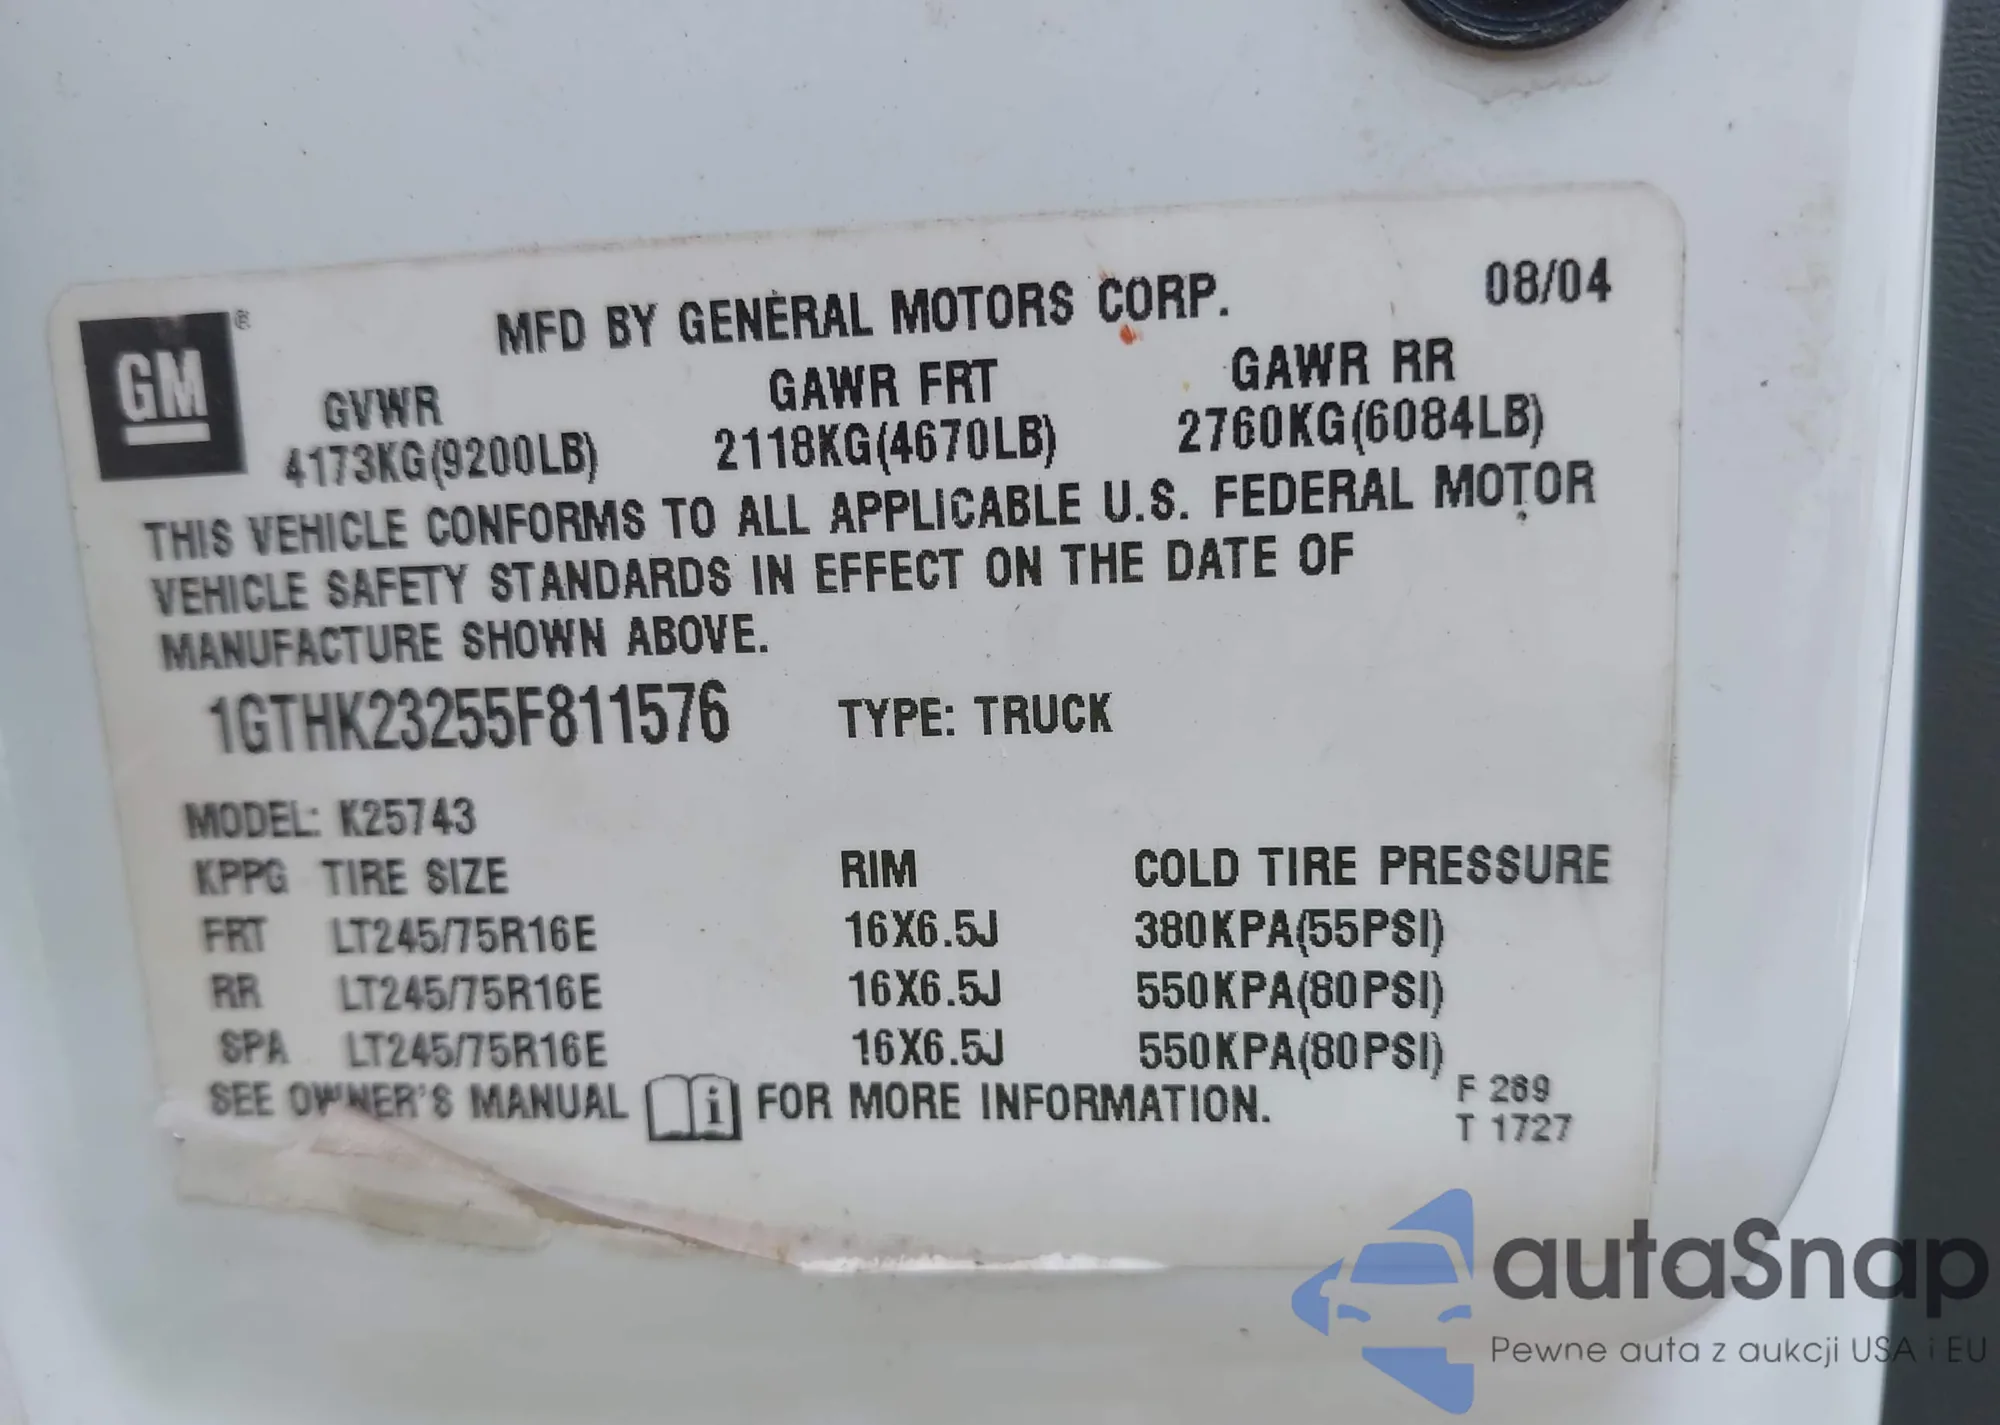 GM®
MFD BY GENERAL MOTORS CORP. 08/04
GVWR GAWR FRT GAWR RR
4173KG(9200LB) 2118KG(4670LB) 2760KG(6084LB)
THIS VEHICLE CONFORMS TO ALL APPLICABLE U.S. FEDERAL MOTOR
VEHICLE SAFETY STANDARDS IN EFFECT ON THE DATE OF
MANUFACTURE SHOWN ABOVE.
1GTHK23255F811576 TYPE: TRUCK
MODEL: K25743
KPPG TIRE SIZE RIM COLD TIRE PRESSURE
FRT LT245/75R16E 16X6.5J 380KPA(55PSI)
RR LT245/75R16E 16X6.5J 550KPA(80PSI)
SPA LT245/75R16E 16X6.5J 550KPA(80PSI)
SEE OWNER'S MANUAL i FOR MORE INFORMATION.
F 269
T 1727
autaSnap
Pewne auta z aukcji USA i EU